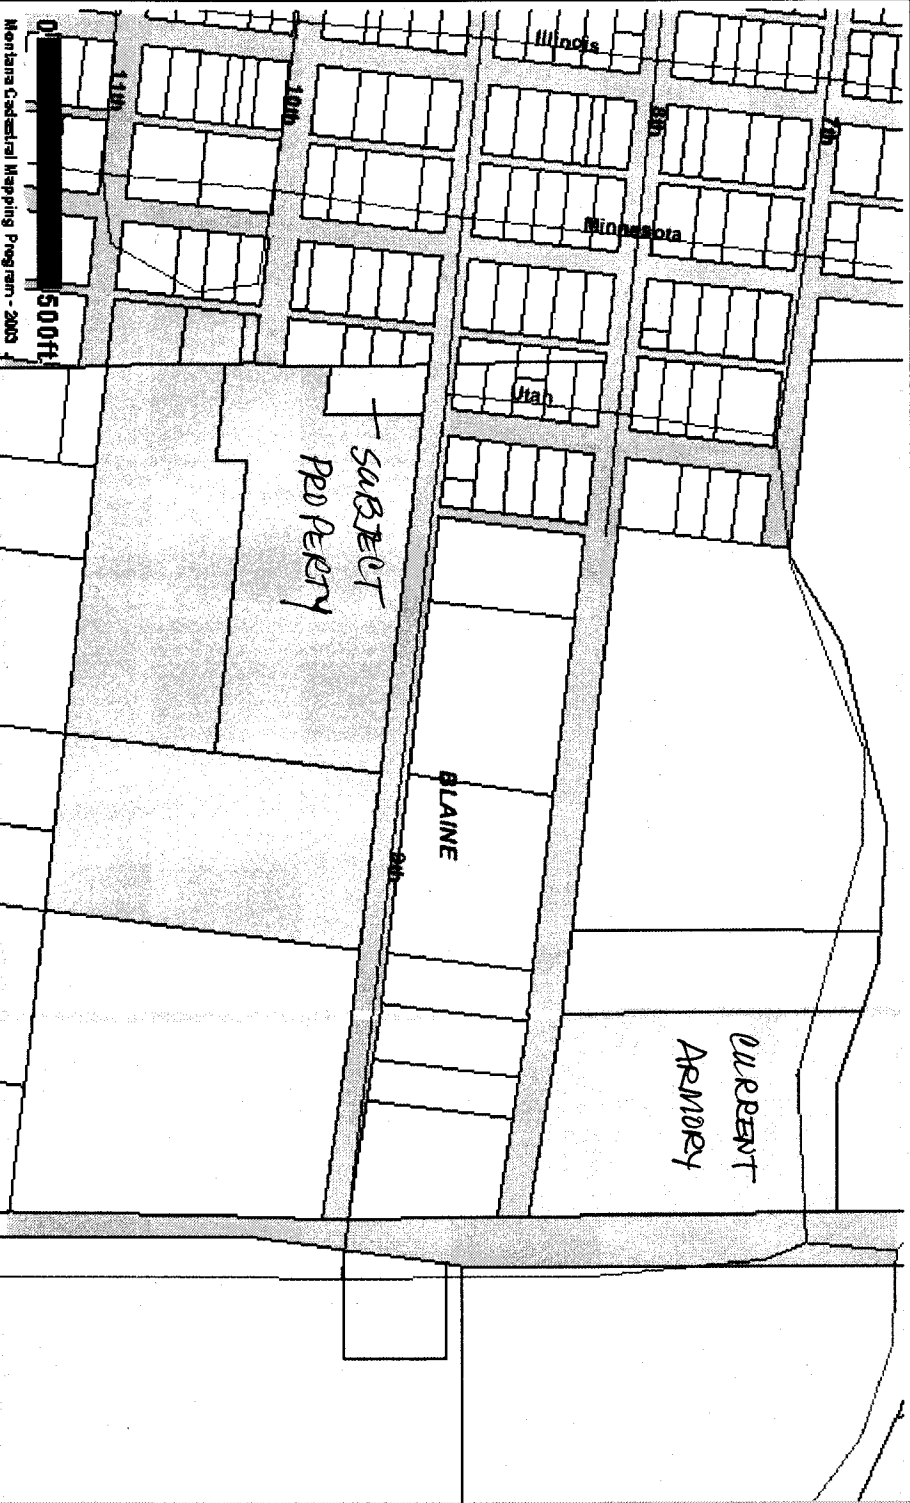 Illinois
7th
8th
10th
11th
Minnesota
Utah
SUBJECT
PROPERTY
BLAINE
9th
CURRENT
ARMORY
0
500ft.
Montana Cadastral Mapping Program - 2003